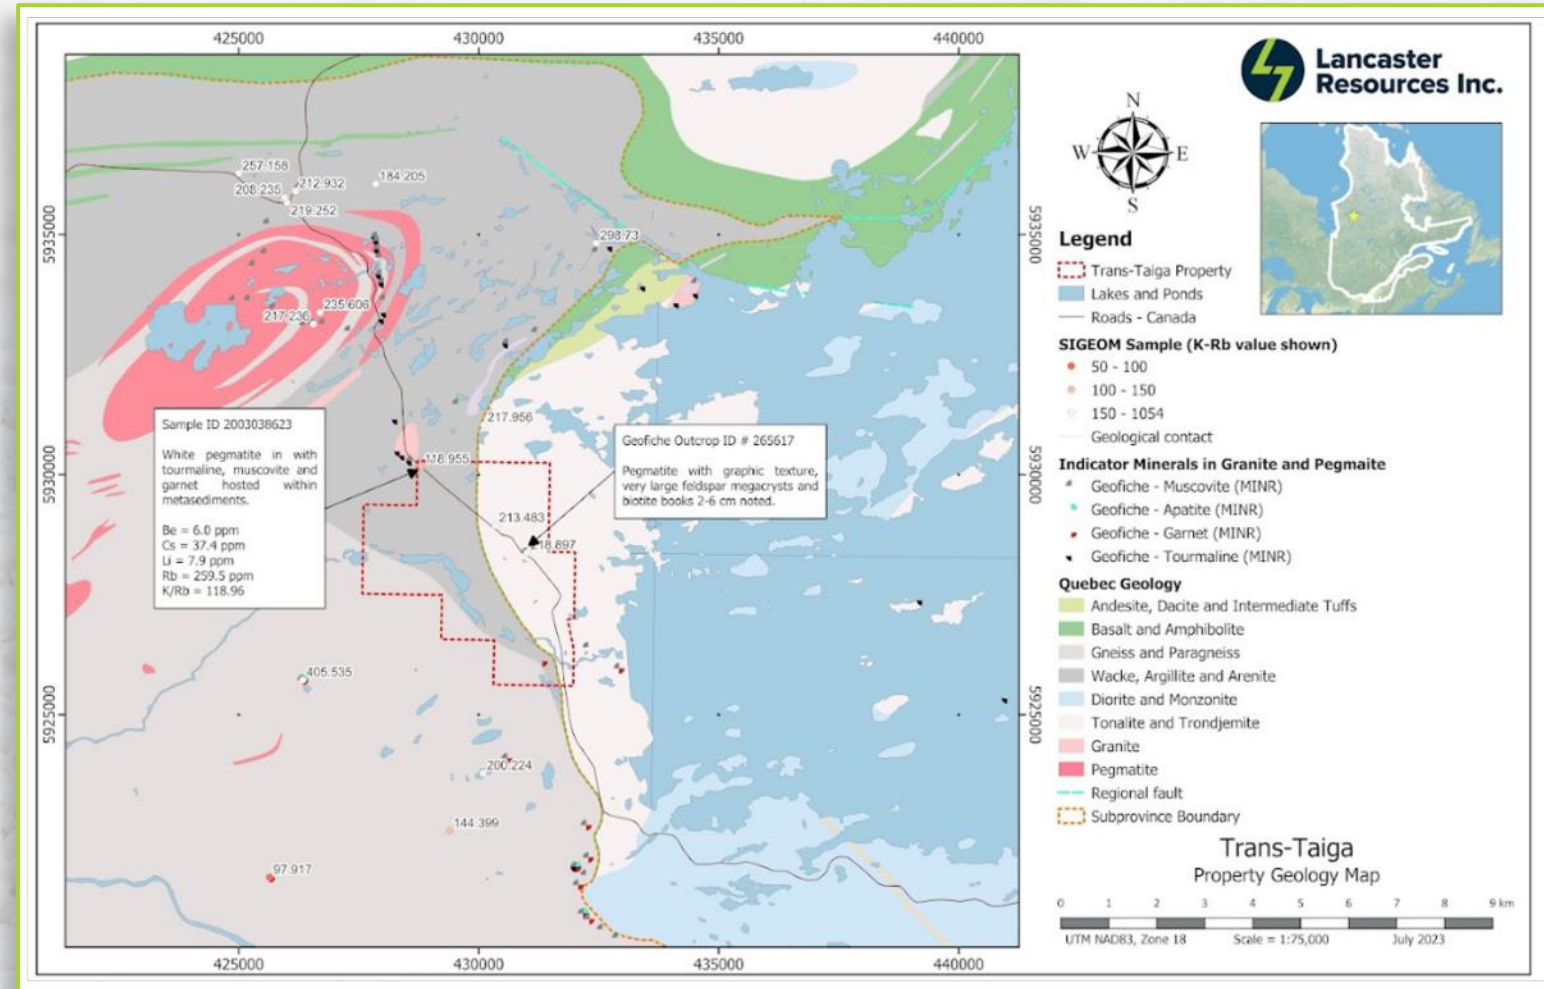 425000 430000 435000 440000
Lancaster
Resources Inc.
N
W E
S
257.158
212.932
184.205
208.235
219.252
5935000
298.73
5935000
235.606
217.236
Legend
Trans-Taiga Property
Lakes and Ponds
Roads - Canada
SIGEOM Sample (K-Rb value shown)
50 - 100
100 - 150
150 - 1054
Geological contact
Indicator Minerals in Granite and Pegmaite
Geofiche - Muscovite (MINR)
Geofiche - Apatite (MINR)
Geofiche - Garnet (MINR)
Geofiche - Tourmaline (MINR)
Quebec Geology
Andesite, Dacite and Intermediate Tuffs
Basalt and Amphibolite
Gneiss and Paragneiss
Wacke, Argillite and Arenite
Diorite and Monzonite
Tonalite and Trondjemite
Granite
Pegmatite
Regional fault
Subprovince Boundary
217.956
Sample ID 2003038623
White pegmatite in with
tourmaline, muscovite and
garnet hosted within
metasediments.
Be = 6.0 ppm
Cs = 37.4 ppm
Li = 7.9 ppm
Rb = 259.5 ppm
K/Rb = 118.96
Geofiche Outcrop ID # 265617
Pegmatite with graphic texture,
very large feldspar megacrysts and
biotite books 2-6 cm noted.
118.955
5930000
5930000
213.483
218.897
405.535
5925000
5925000
200.224
144.399
97.917
Trans-Taiga
Property Geology Map
0 1 2 3 4 5 6 7 8 9 km
UTM NAD83, Zone 18 Scale = 1:75,000 July 2023
425000 430000 435000 440000